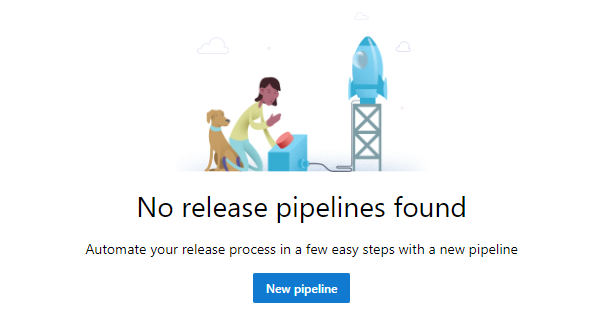 No release pipelines found
Automate your release process in a few easy steps with a new pipeline
New pipeline